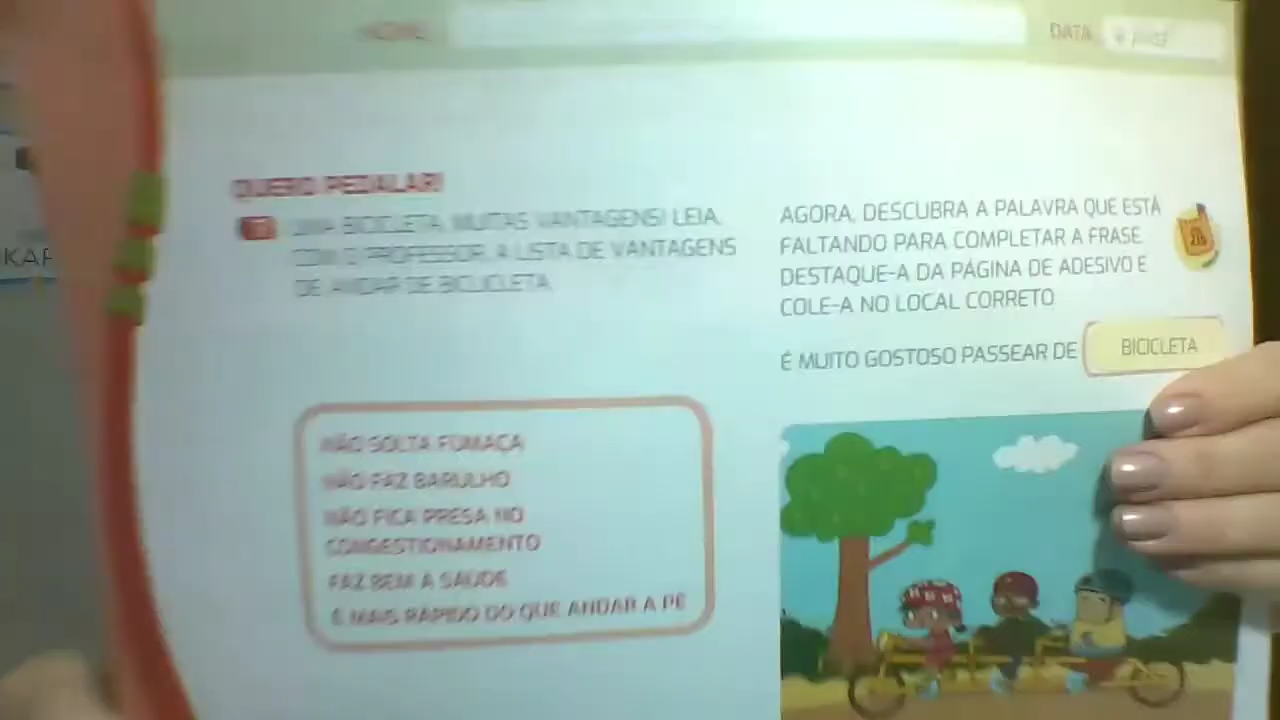 NOME
DATA
KAP
QUERO PEDALAR!
UMA BICICLETA, MUITAS VANTAGENS! LEIA,
COM O PROFESSOR, A LISTA DE VANTAGENS
DE ANDAR DE BICICLETA.
NÃO SOLTA FUMAÇA
NÃO FAZ BARULHO
NÃO FICA PRESA NO
CONGESTIONAMENTO
FAZ BEM A SAÚDE
É MAIS RÁPIDO DO QUE ANDAR A PÉ
AGORA, DESCUBRA A PALAVRA QUE ESTÁ
FALTANDO PARA COMPLETAR A FRASE.
DESTAQUE-A DA PÁGINA DE ADESIVO E
COLE-A NO LOCAL CORRETO.
É MUITO GOSTOSO PASSEAR DE BICICLETA